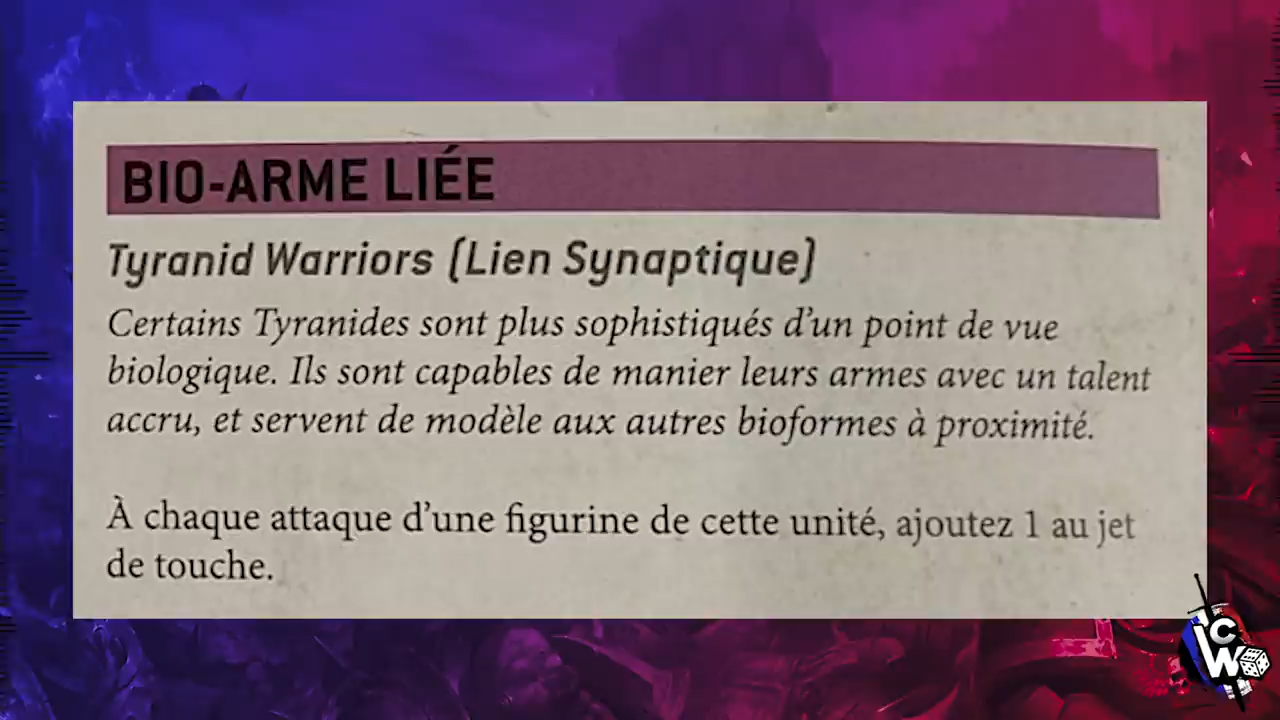 BIO-ARME LIÉE
Tyranid Warriors (Lien Synaptique)
Certains Tyranides sont plus sophistiqués d’un point de vue
biologique. Ils sont capables de manier leurs armes avec un talent
accru, et servent de modèle aux autres bioformes à proximité.
À chaque attaque d’une figurine de cette unité, ajoutez 1 au jet
de touche.
iCW